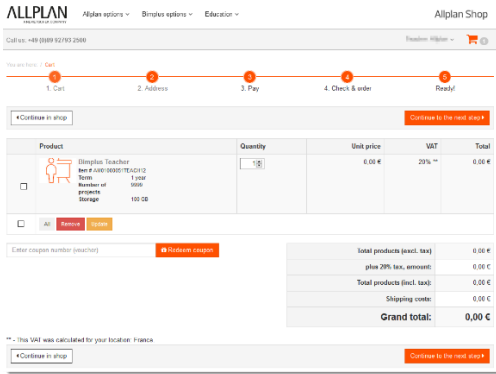 ALLPLAN
A NEMETSCHEK COMPANY
Allplan options
Bimplus options
Education
Allplan Shop
Call us: +49 (0)89 92793 2500
0
You are here: / Cart
1 2 3 4 5
1. Cart
2. Address
3. Pay
4. Check & order
Ready!
Continue in shop
Continue to the next step
Product
Quantity
Unit price
VAT
Total
Bimplus Teacher
1
0,00 €
20% **
0,00 €
Term 1 year
Number of projects 9999
Storage 100 GB
All
Remove
Update
Enter coupon number (voucher)
Redeem coupon
Total products (excl. tax) 0,00 €
plus 20% tax, amount: 0,00 €
Total products (incl. tax): 0,00 €
Shipping costs: 0,00 €
Grand total: 0,00 €
** - This VAT was calculated for your location: France
Continue in shop
Continue to the next step